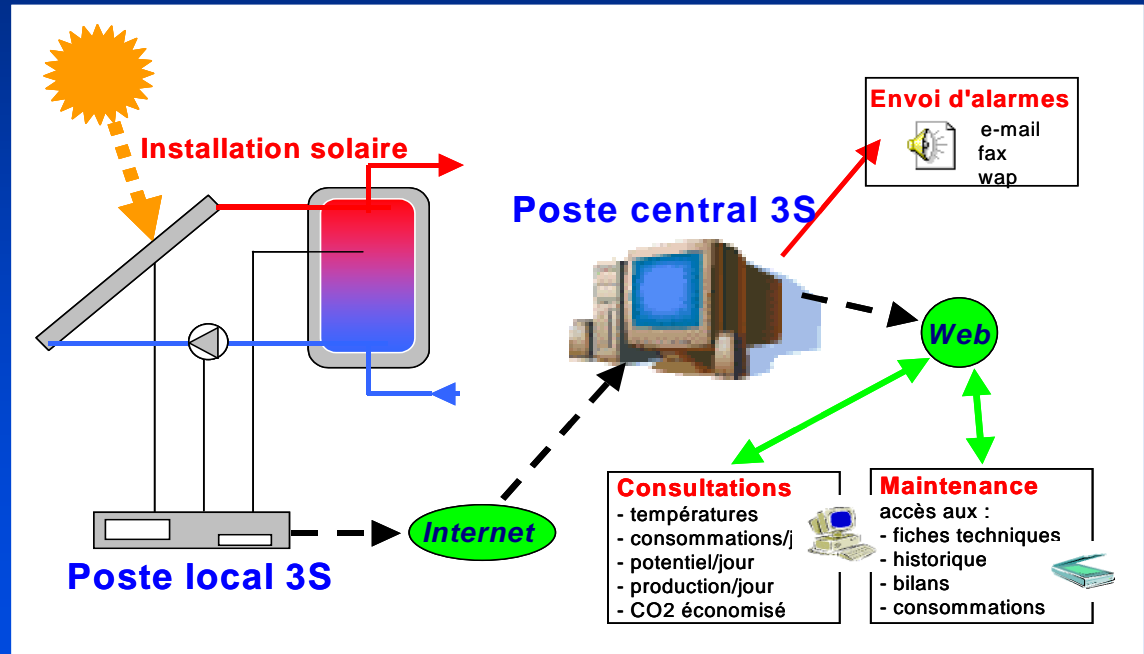 Installation solaire
Envoi d'alarmes
e-mail
fax
wap
Poste central 3S
Web
Internet
Poste local 3S
Consultations
- températures
- consommations/j
- potentiel/jour
- production/jour
- CO2 économisé
Maintenance
accès aux :
- fiches techniques
- historique
- bilans
- consommations